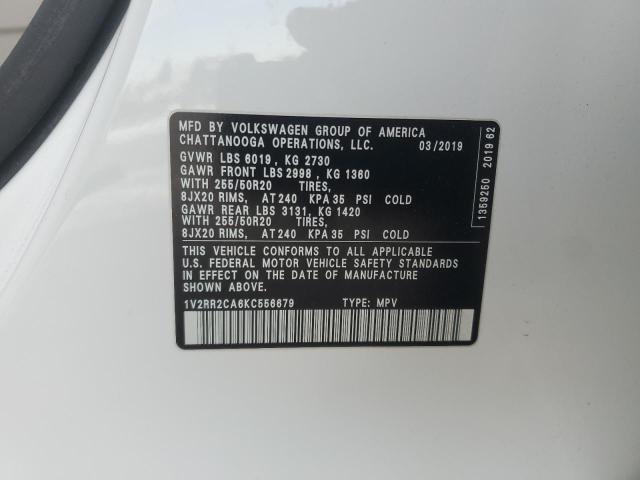 MFD BY VOLKSWAGEN GROUP OF AMERICA
CHATTANOOGA OPERATIONS, LLC. 03/2019
GVWR LBS 6019, KG 2730
GAWR FRONT LBS 2998, KG 1360
WITH 255/50R20 TIRES,
8JX20 RIMS, AT 240 KPA 35 PSI COLD
GAWR REAR LBS 3131, KG 1420
WITH 255/50R20 TIRES,
8JX20 RIMS, AT 240 KPA 35 PSI COLD
THIS VEHICLE CONFORMS TO ALL APPLICABLE
U.S. FEDERAL MOTOR VEHICLE SAFETY STANDARDS
IN EFFECT ON THE DATE OF MANUFACTURE
SHOWN ABOVE.
1V2RR2CA6KC556679 TYPE: MPV
1359250 2019 62